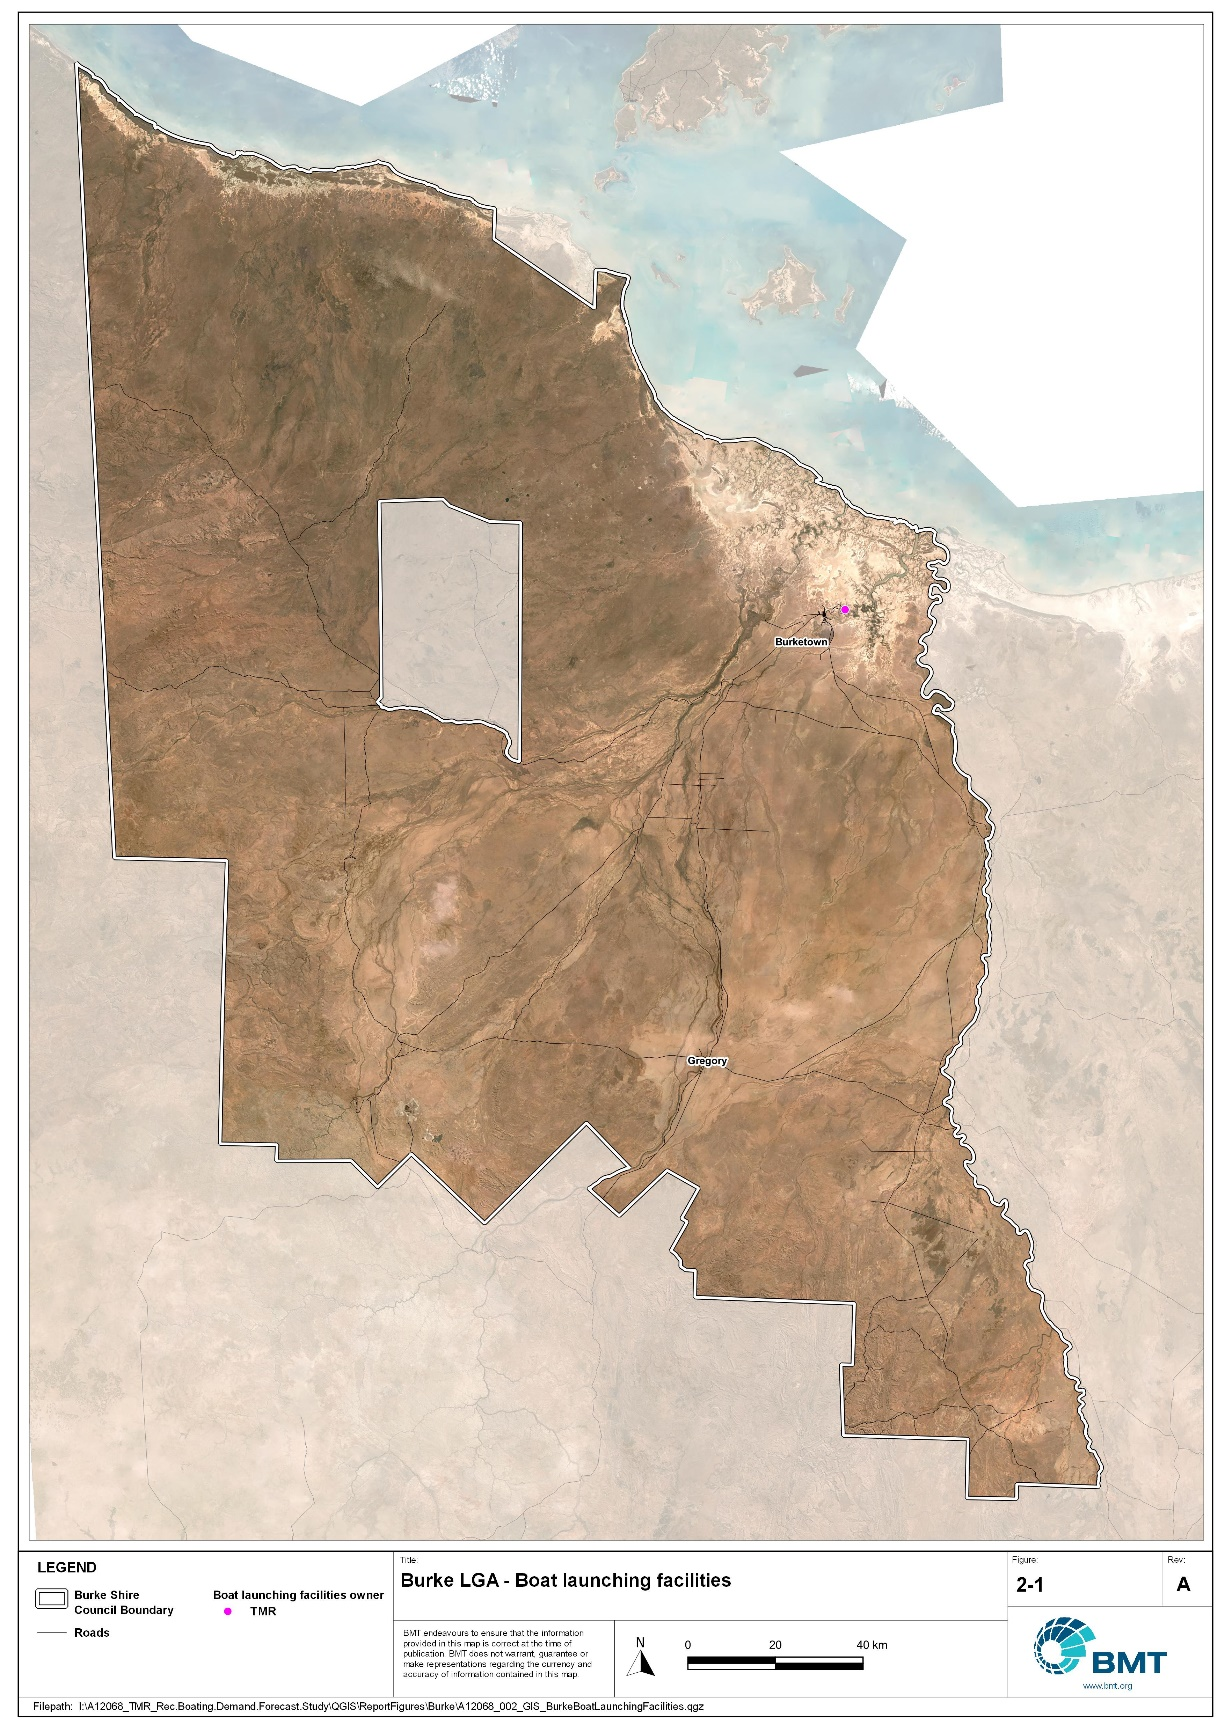 Burketown
Gregory
LEGEND
Burke Shire
Council Boundary
Roads
Boat launching facilities owner
TMR
Title:
Burke LGA - Boat launching facilities
BMT endeavours to ensure that the information
provided in this map is correct at the time of
publication. BMT does not warrant, guarantee or
make representations regarding the currency and
accuracy of information contained in this map.
N
0 20 40 km
Figure:
2-1
Rev:
A
BMT
www.bmt.org
Filepath: I:\A12068_TMR_Rec.Boating.Demand.Forecast.Study\QGIS\ReportFigures\Burke\A12068_002_GIS_BurkeBoatLaunchingFacilities.qgz